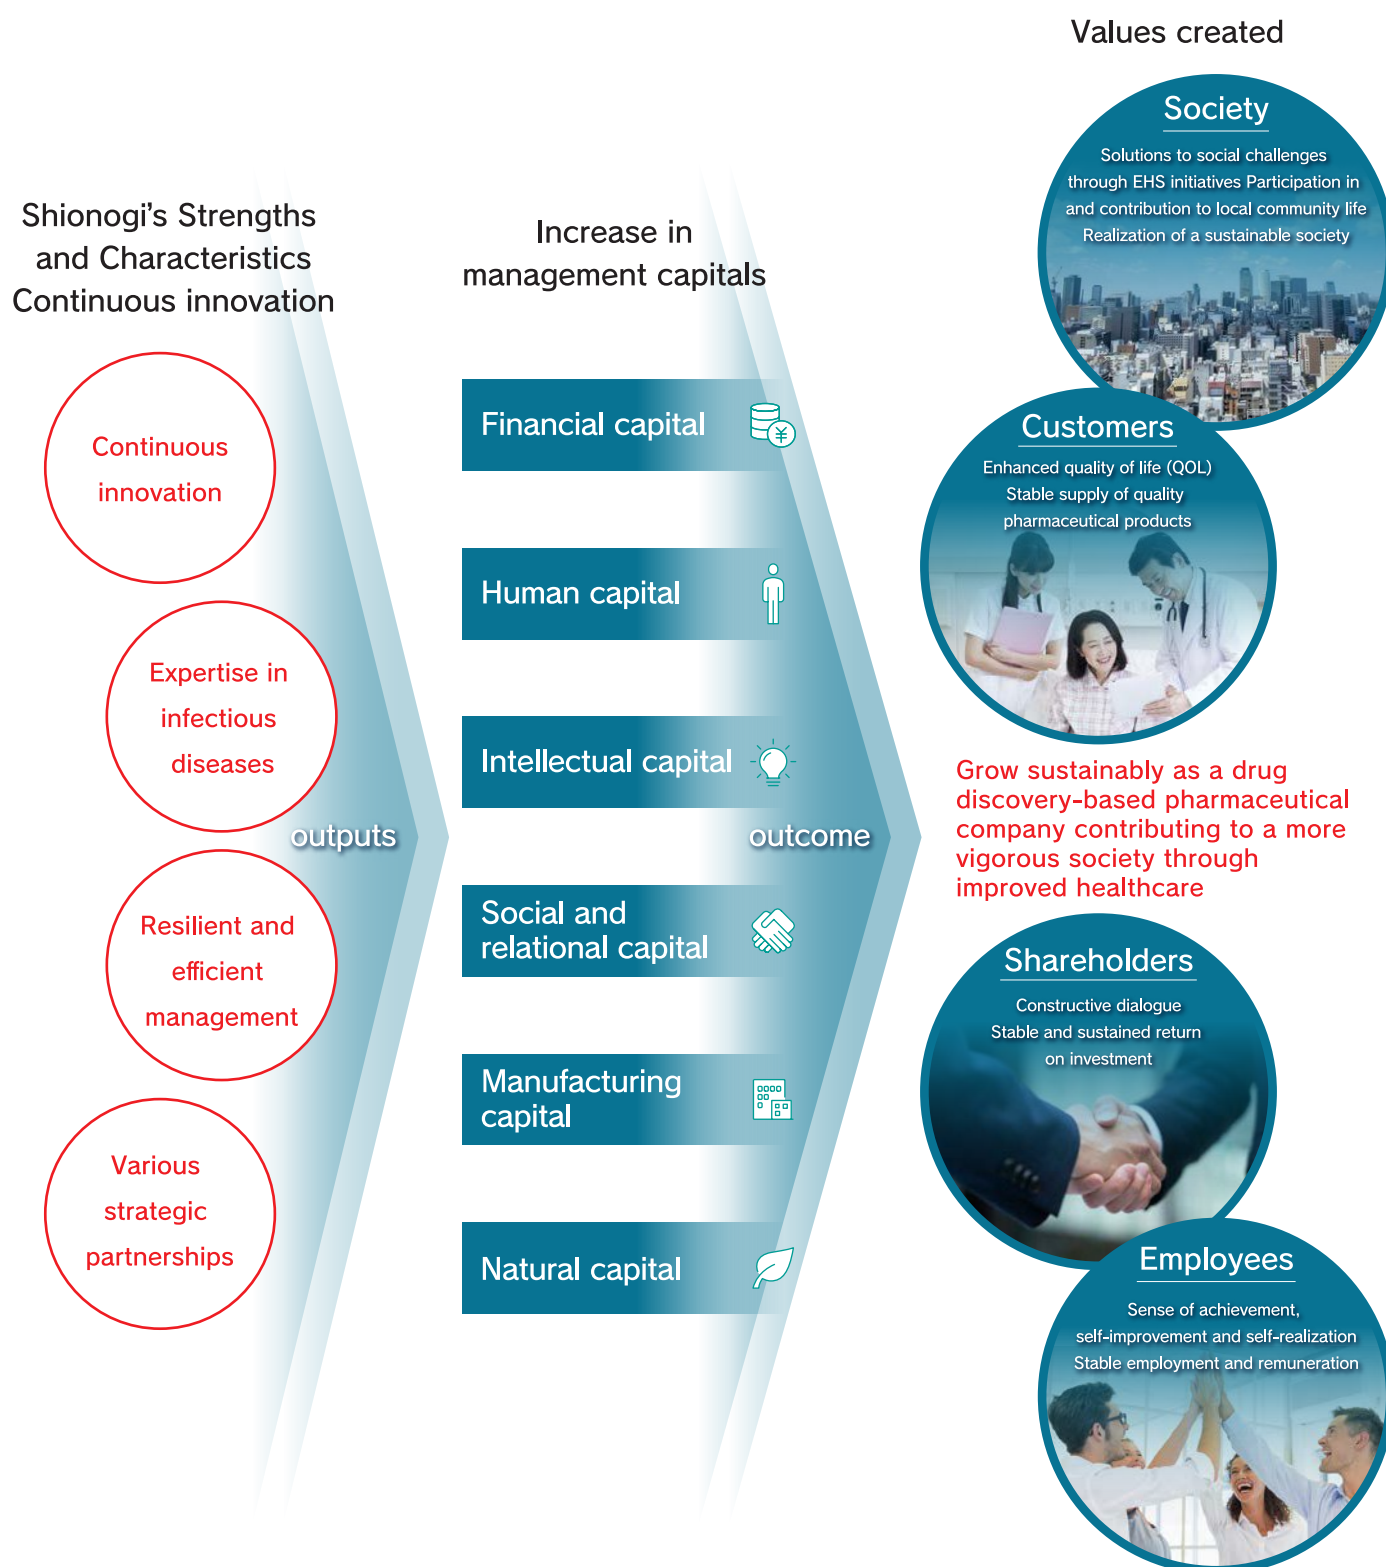 Shionogi's Strengths
and Characteristics
Continuous innovation
Continuous
innovation
Expertise in
infectious
diseases
Resilient and
efficient
management
Various
strategic
partnerships
outputs
Increase in
management capitals
Financial capital
¥
Human capital
Intellectual capital
Social and
relational capital
Manufacturing
capital
Natural capital
outcome
Values created
Society
Solutions to social challenges
through EHS initiatives Participation in
and contribution to local community life
Realization of a sustainable society
Customers
Enhanced quality of life (QOL)
Stable supply of quality
pharmaceutical products
Grow sustainably as a drug
discovery-based pharmaceutical
company contributing to a more
vigorous society through
improved healthcare
Shareholders
Constructive dialogue
Stable and sustained return
on investment
Employees
Sense of achievement,
self-improvement and self-realization
Stable employment and remuneration